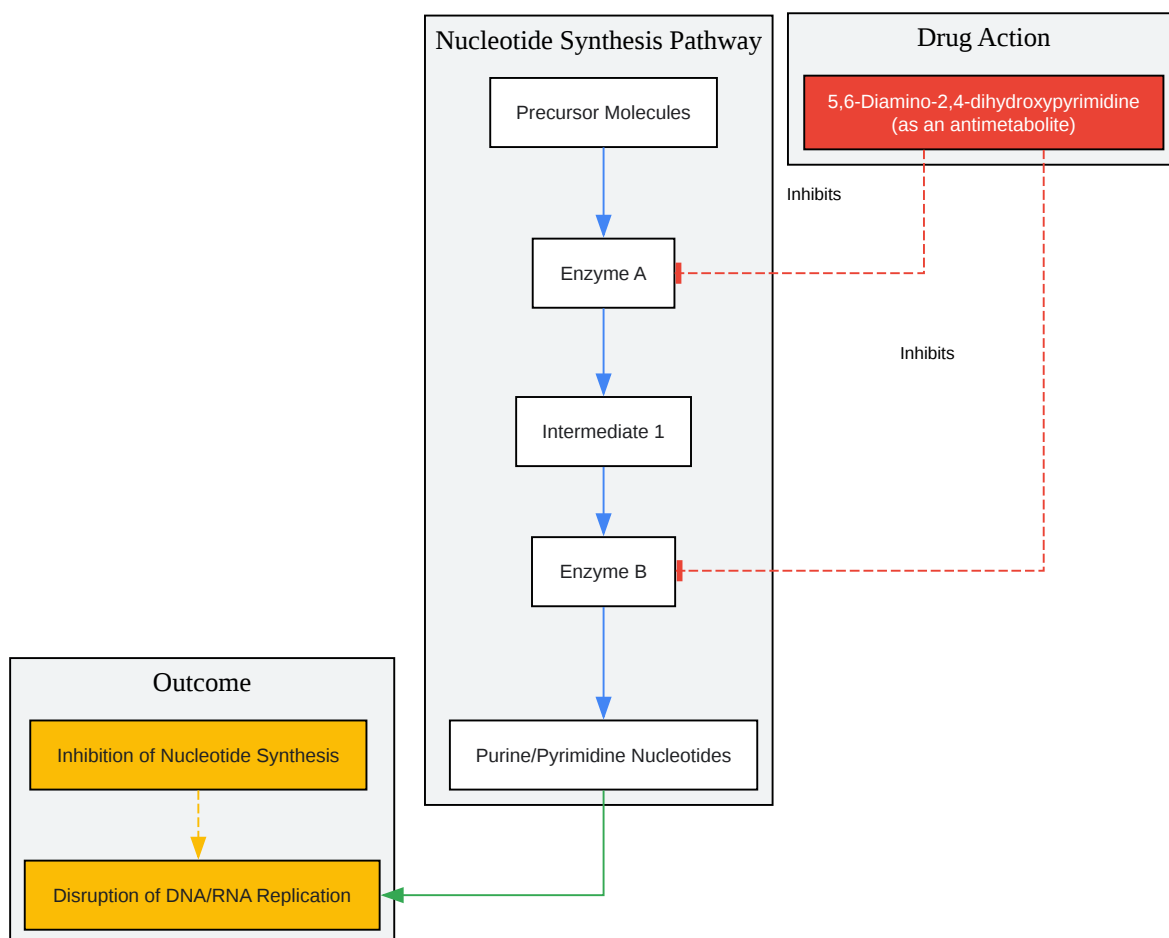 Nucleotide Synthesis Pathway
Precursor Molecules
Enzyme A
Intermediate 1
Enzyme B
Purine/Pyrimidine Nucleotides
Drug Action
5,6-Diamino-2,4-dihydroxypyrimidine
(as an antimetabolite)
Inhibits
Inhibits
Outcome
Inhibition of Nucleotide Synthesis
Disruption of DNA/RNA Replication